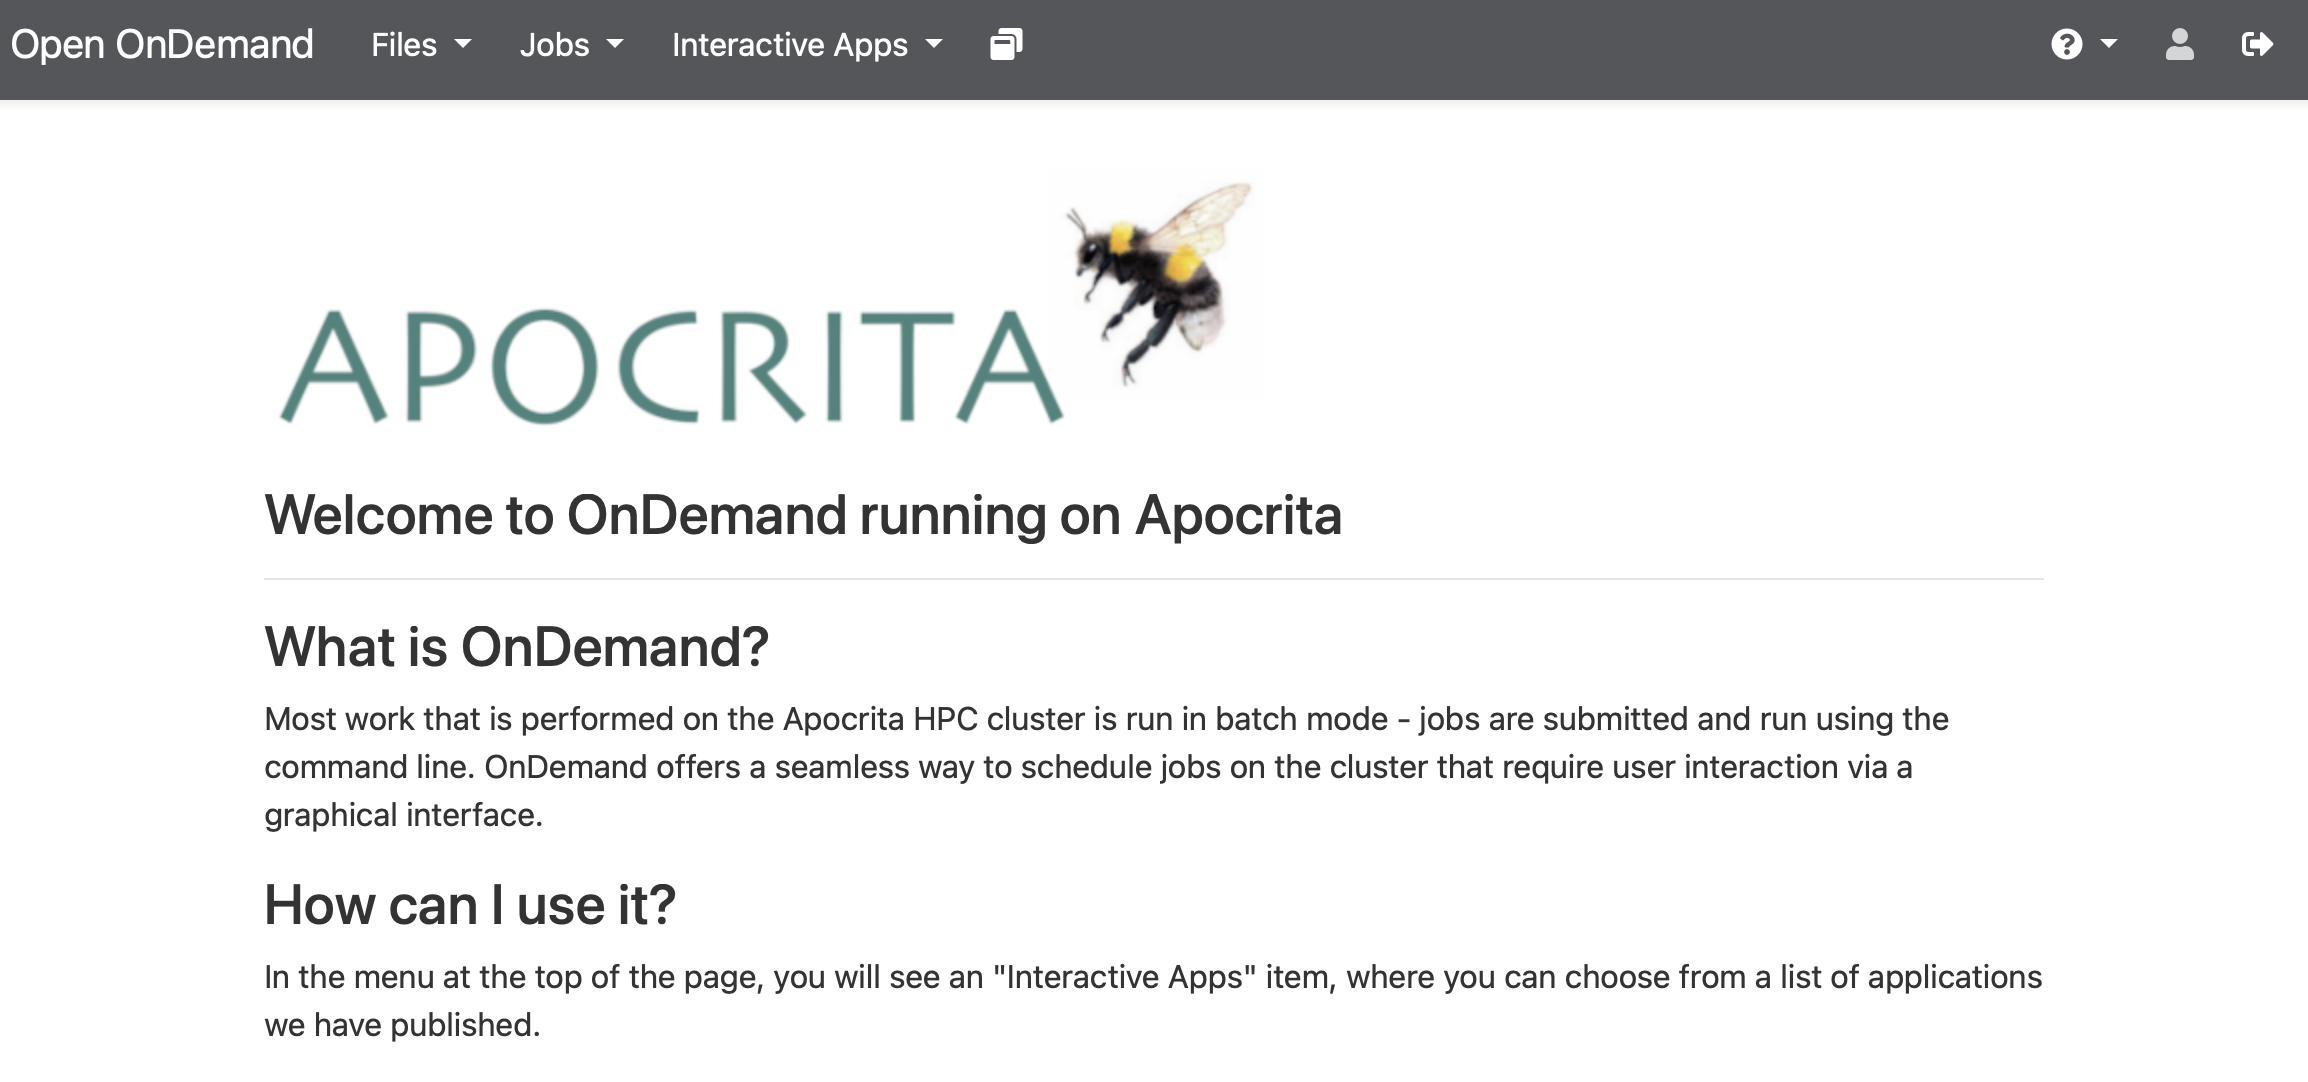 Open OnDemand Files Jobs Interactive Apps
APOCRITA
Welcome to OnDemand running on Apocrita
What is OnDemand?
Most work that is performed on the Apocrita HPC cluster is run in batch mode - jobs are submitted and run using the
command line. OnDemand offers a seamless way to schedule jobs on the cluster that require user interaction via a
graphical interface.
How can I use it?
In the menu at the top of the page, you will see an "Interactive Apps" item, where you can choose from a list of applications
we have published.